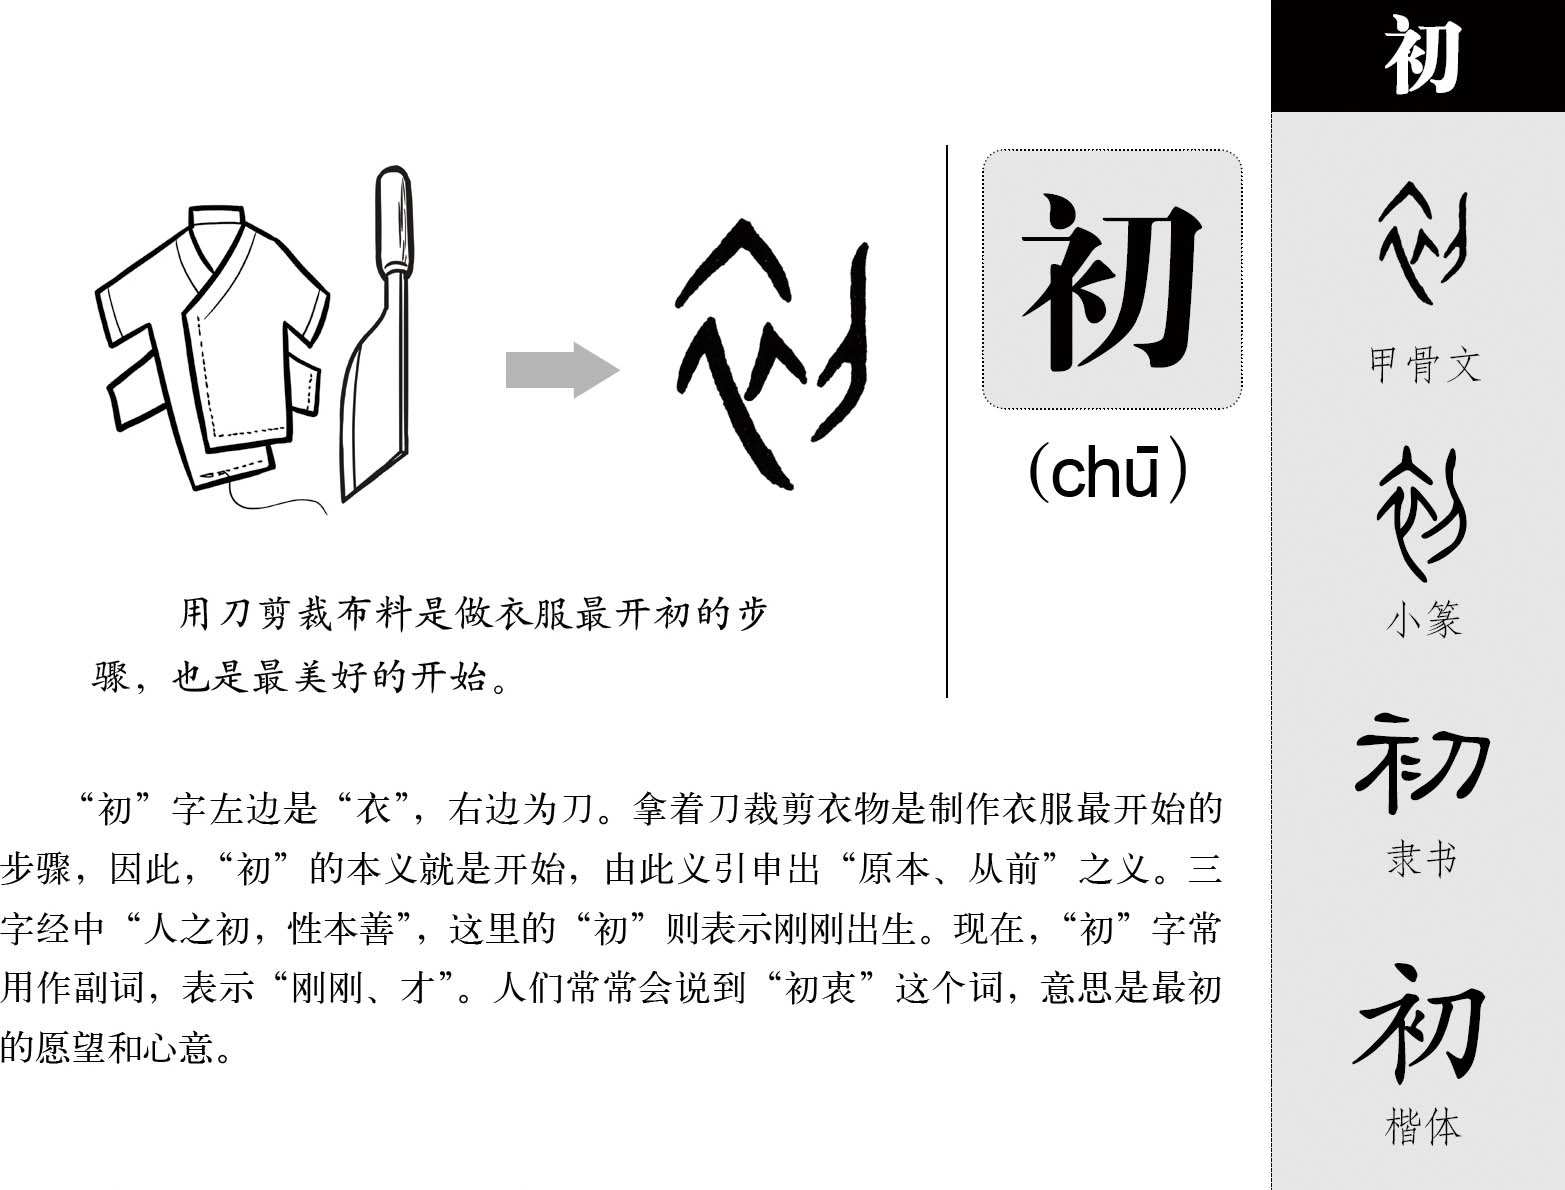 初
初
(chū)
用刀剪裁布料是做衣服最开初的步
骤，也是最美好的开始。
“初”字左边是“衣”，右边为刀。拿着刀裁剪衣物是制作衣服最开始的
步骤，因此，“初”的本义就是开始，由此义引申出“原本、从前”之义。三
字经中“人之初，性本善”，这里的“初”则表示刚刚出生。现在，“初”字常
用作副词，表示“刚刚、才”。人们常常会说到“初衷”这个词，意思是最初
的愿望和心意。
初
甲骨文
初
小篆
初
隶书
初
楷体